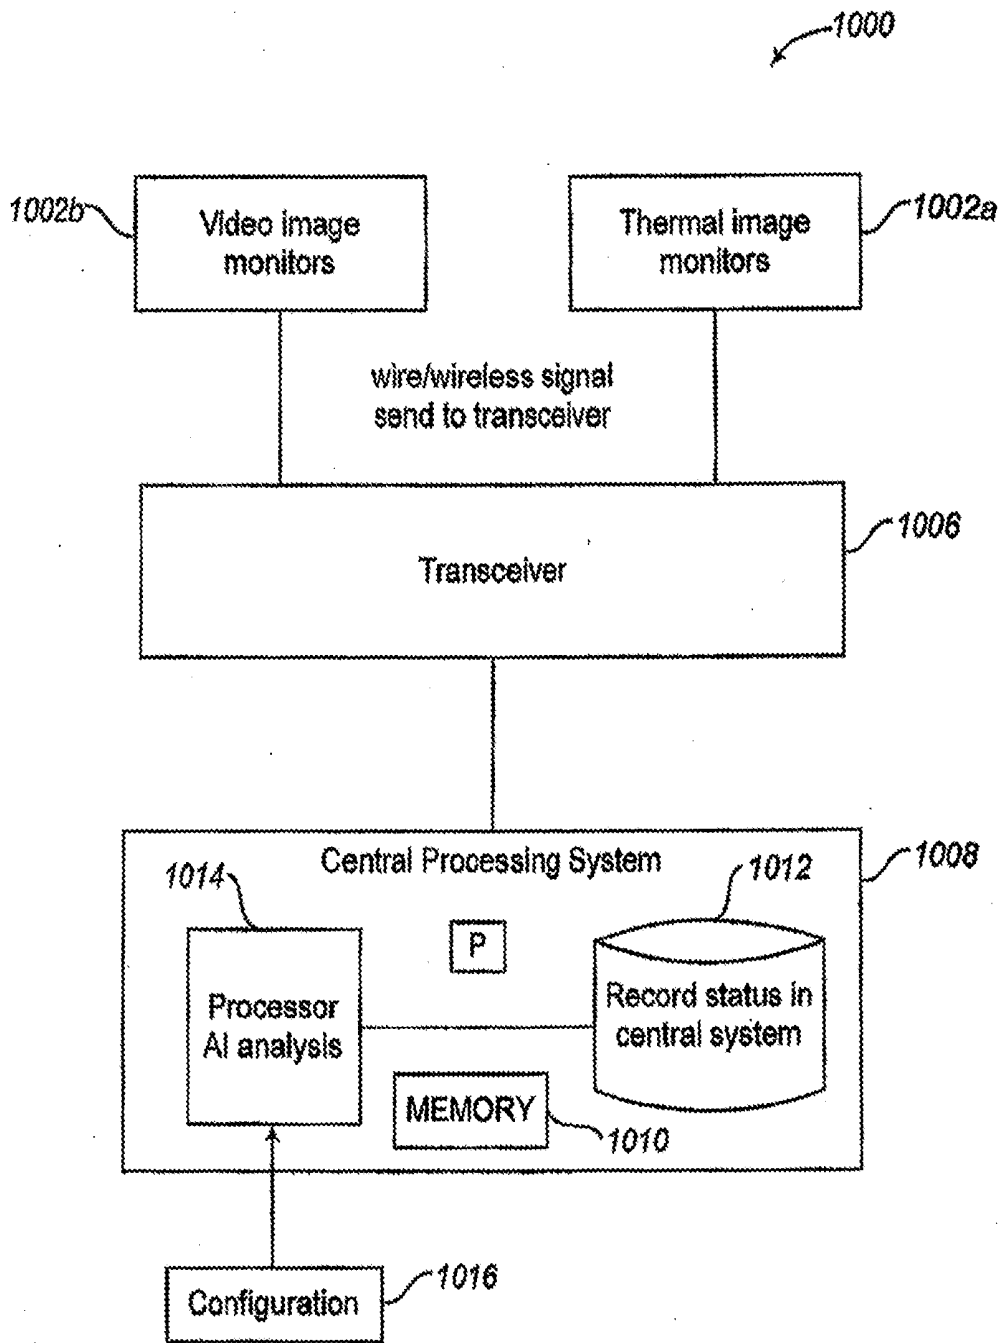 1000
1002b
Video image
monitors
Thermal image
monitors
1002a
wire/wireless signal
send to transceiver
Transceiver
1006
Central Processing System
1008
1014
1012
P
Processor
AI analysis
Record status in
central system
MEMORY
1010
Configuration
1016